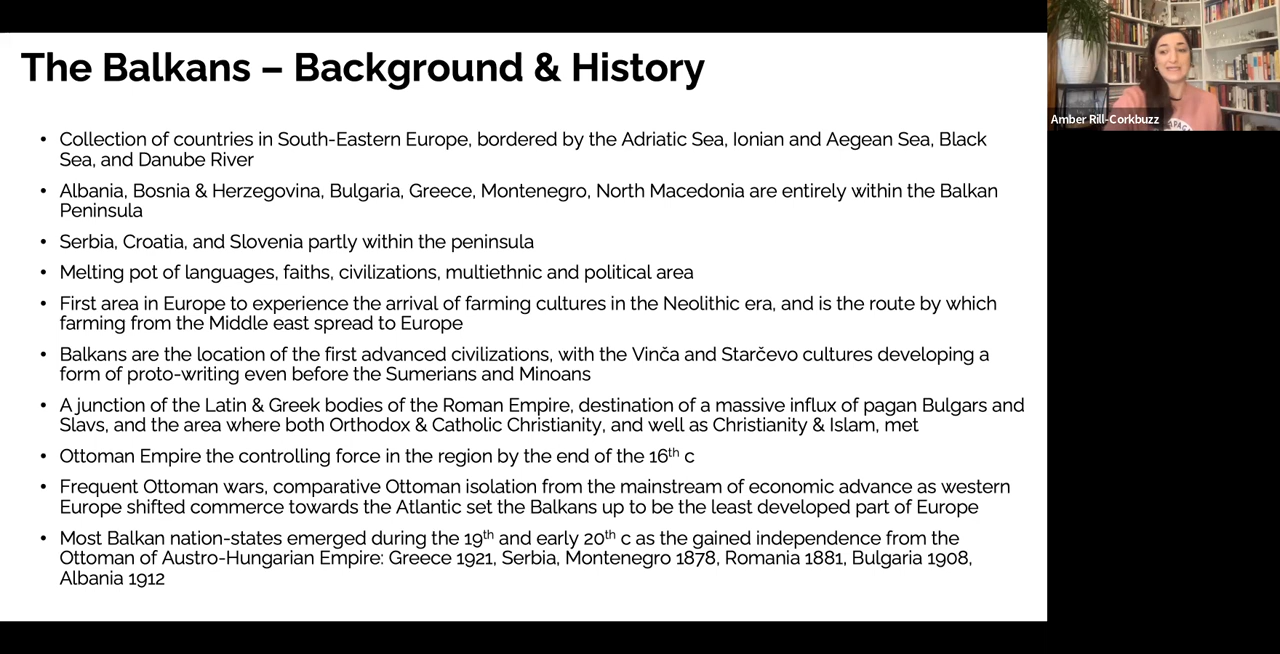 The Balkans – Background & History
• Collection of countries in South-Eastern Europe, bordered by the Adriatic Sea, Ionian and Aegean Sea, Black
Sea, and Danube River
• Albania, Bosnia & Herzegovina, Bulgaria, Greece, Montenegro, North Macedonia are entirely within the Balkan
Peninsula
• Serbia, Croatia, and Slovenia partly within the peninsula
• Melting pot of languages, faiths, civilizations, multiethnic and political area
• First area in Europe to experience the arrival of farming cultures in the Neolithic era, and is the route by which
farming from the Middle east spread to Europe
• Balkans are the location of the first advanced civilizations, with the Vinča and Starčevo cultures developing a
form of proto-writing even before the Sumerians and Minoans
• A junction of the Latin & Greek bodies of the Roman Empire, destination of a massive influx of pagan Bulgars and
Slavs, and the area where both Orthodox & Catholic Christianity, and well as Christianity & Islam, met
• Ottoman Empire the controlling force in the region by the end of the 16th c
• Frequent Ottoman wars, comparative Ottoman isolation from the mainstream of economic advance as western
Europe shifted commerce towards the Atlantic set the Balkans up to be the least developed part of Europe
• Most Balkan nation-states emerged during the 19th and early 20th c as the gained independence from the
Ottoman of Austro-Hungarian Empire: Greece 1921, Serbia, Montenegro 1878, Romania 1881, Bulgaria 1908,
Albania 1912
Amber Rill-Corkbuzz